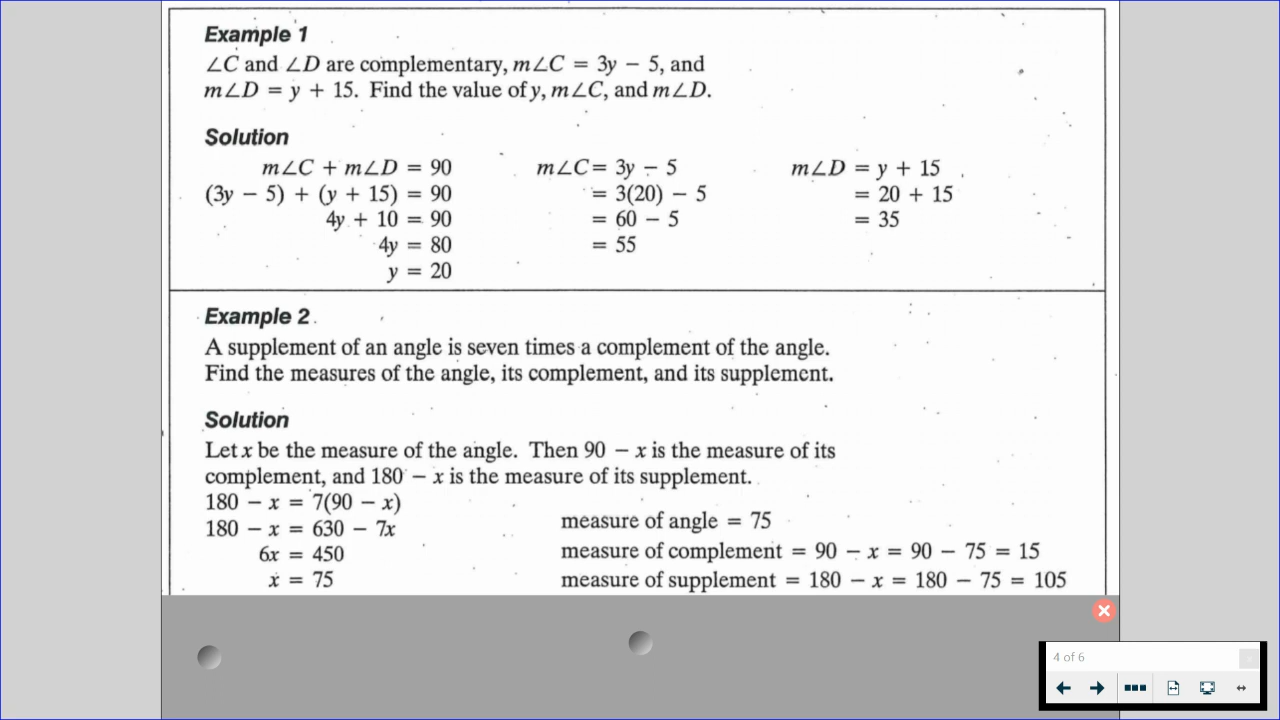 Example 1
∠C and ∠D are complementary, m∠C = 3y − 5, and
m∠D = y + 15. Find the value of y, m∠C, and m∠D.
Solution
m∠C + m∠D = 90
(3y − 5) + (y + 15) = 90
4y + 10 = 90
4y = 80
y = 20
m∠C = 3y − 5
= 3(20) − 5
= 60 − 5
= 55
m∠D = y + 15
= 20 + 15
= 35
Example 2
A supplement of an angle is seven times a complement of the angle.
Find the measures of the angle, its complement, and its supplement.
Solution
Let x be the measure of the angle. Then 90 − x is the measure of its
complement, and 180 − x is the measure of its supplement.
180 − x = 7(90 − x)
180 − x = 630 − 7x
6x = 450
x = 75
measure of angle = 75
measure of complement = 90 − x = 90 − 75 = 15
measure of supplement = 180 − x = 180 − 75 = 105
4 of 6